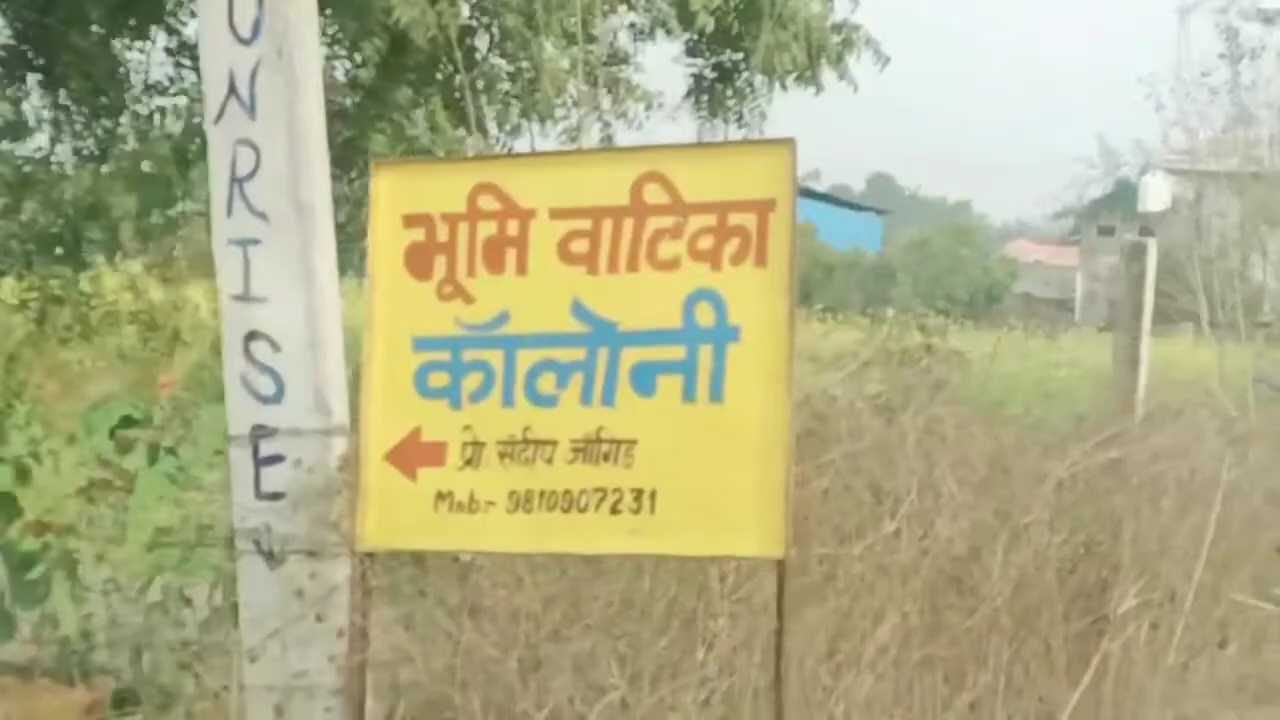 UNRISE
भूमि वाटिका
कॉलोनी
प्रो. संदीप जाँगिड
Mob:- 9810907231